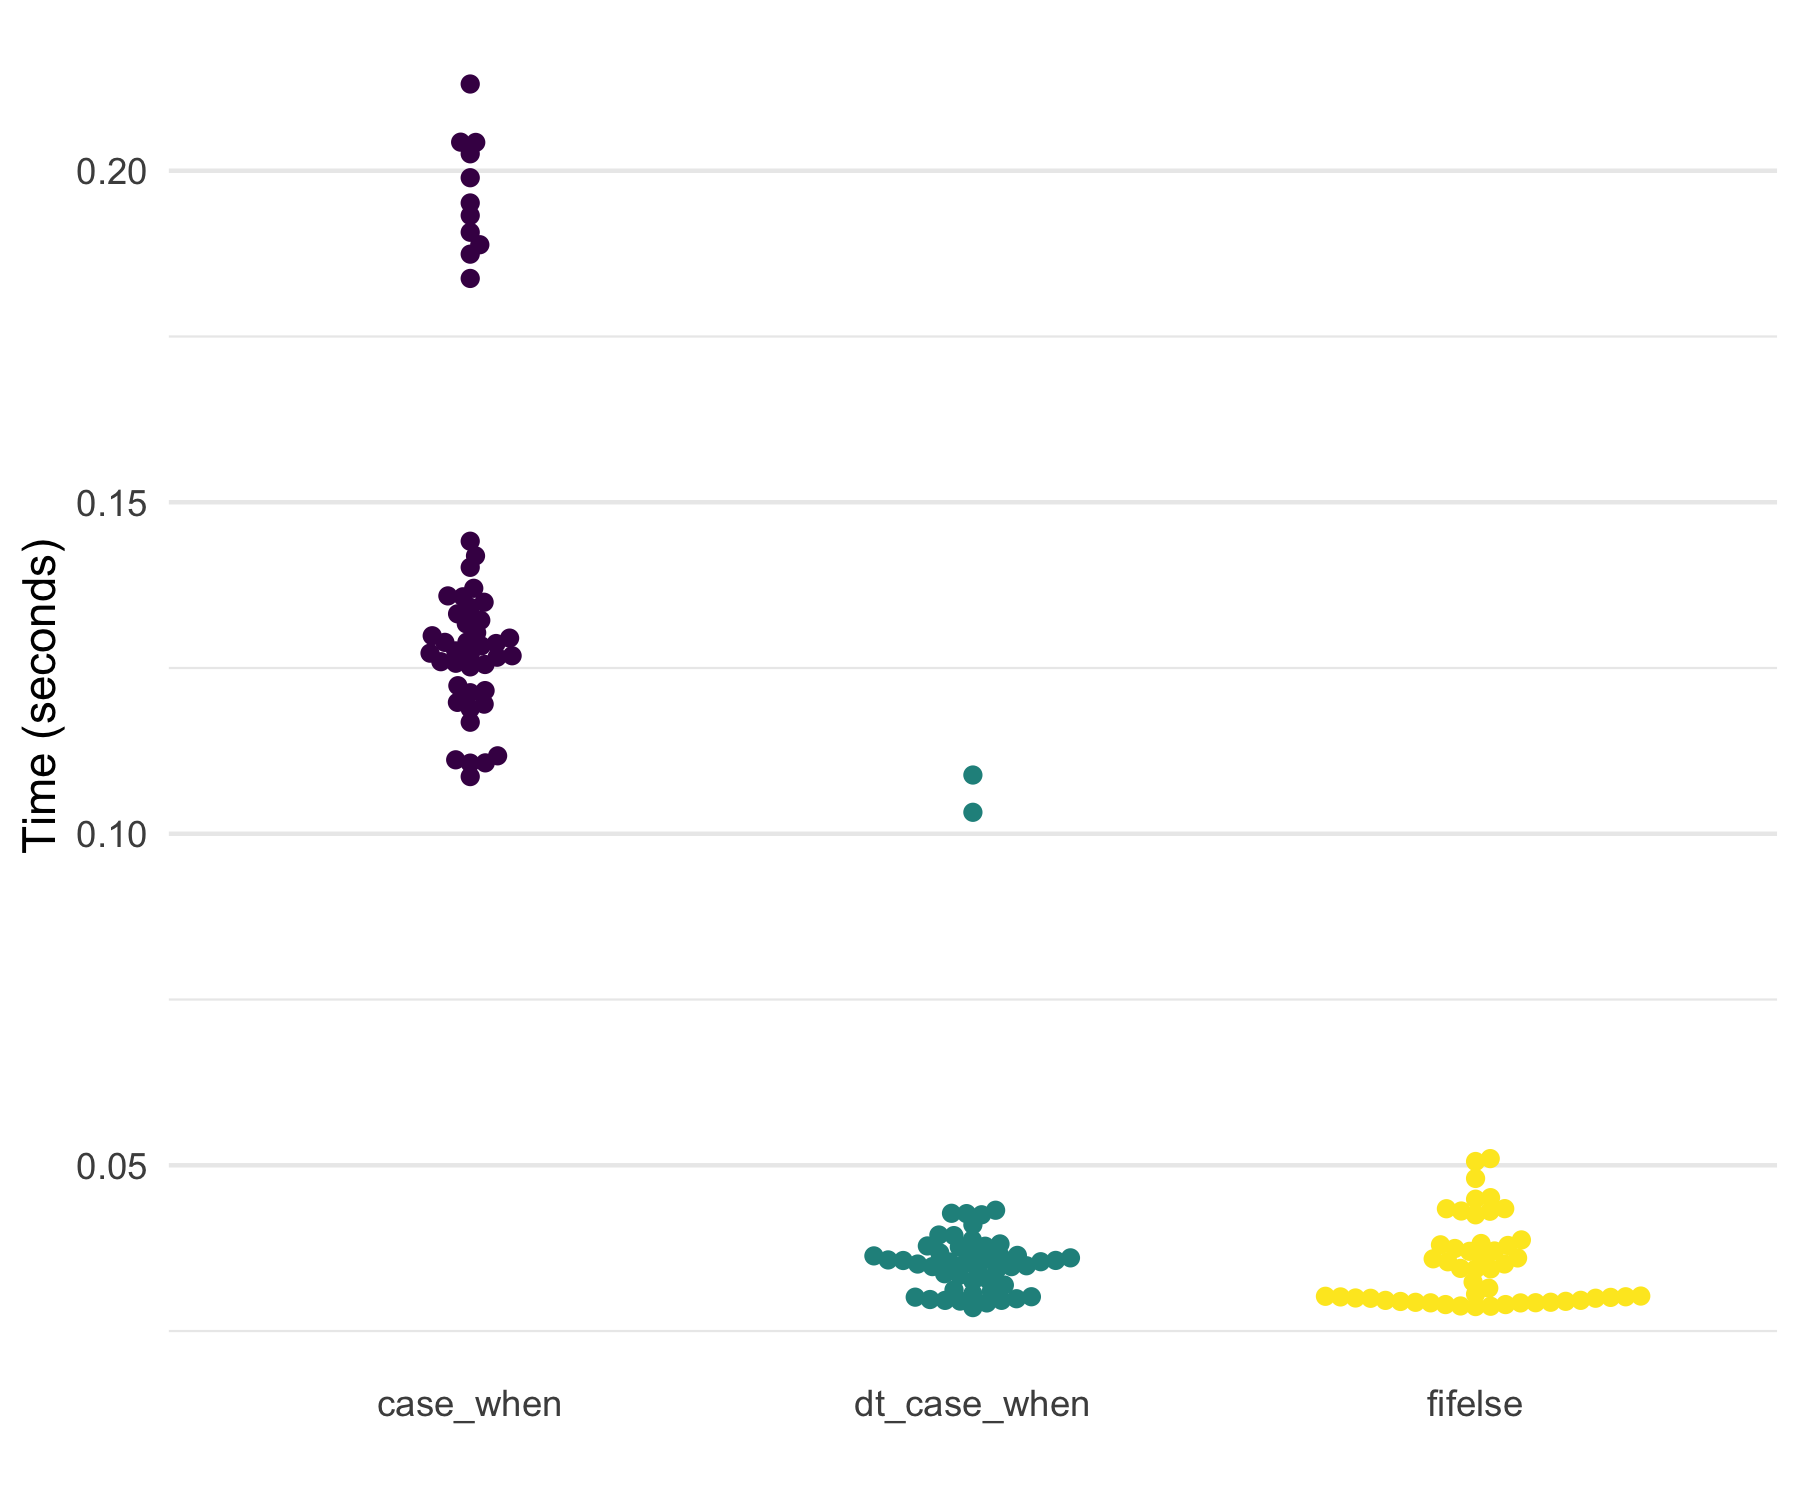 Time (seconds)
0.20
0.15
0.10
0.05
case_when
dt_case_when
fifelse